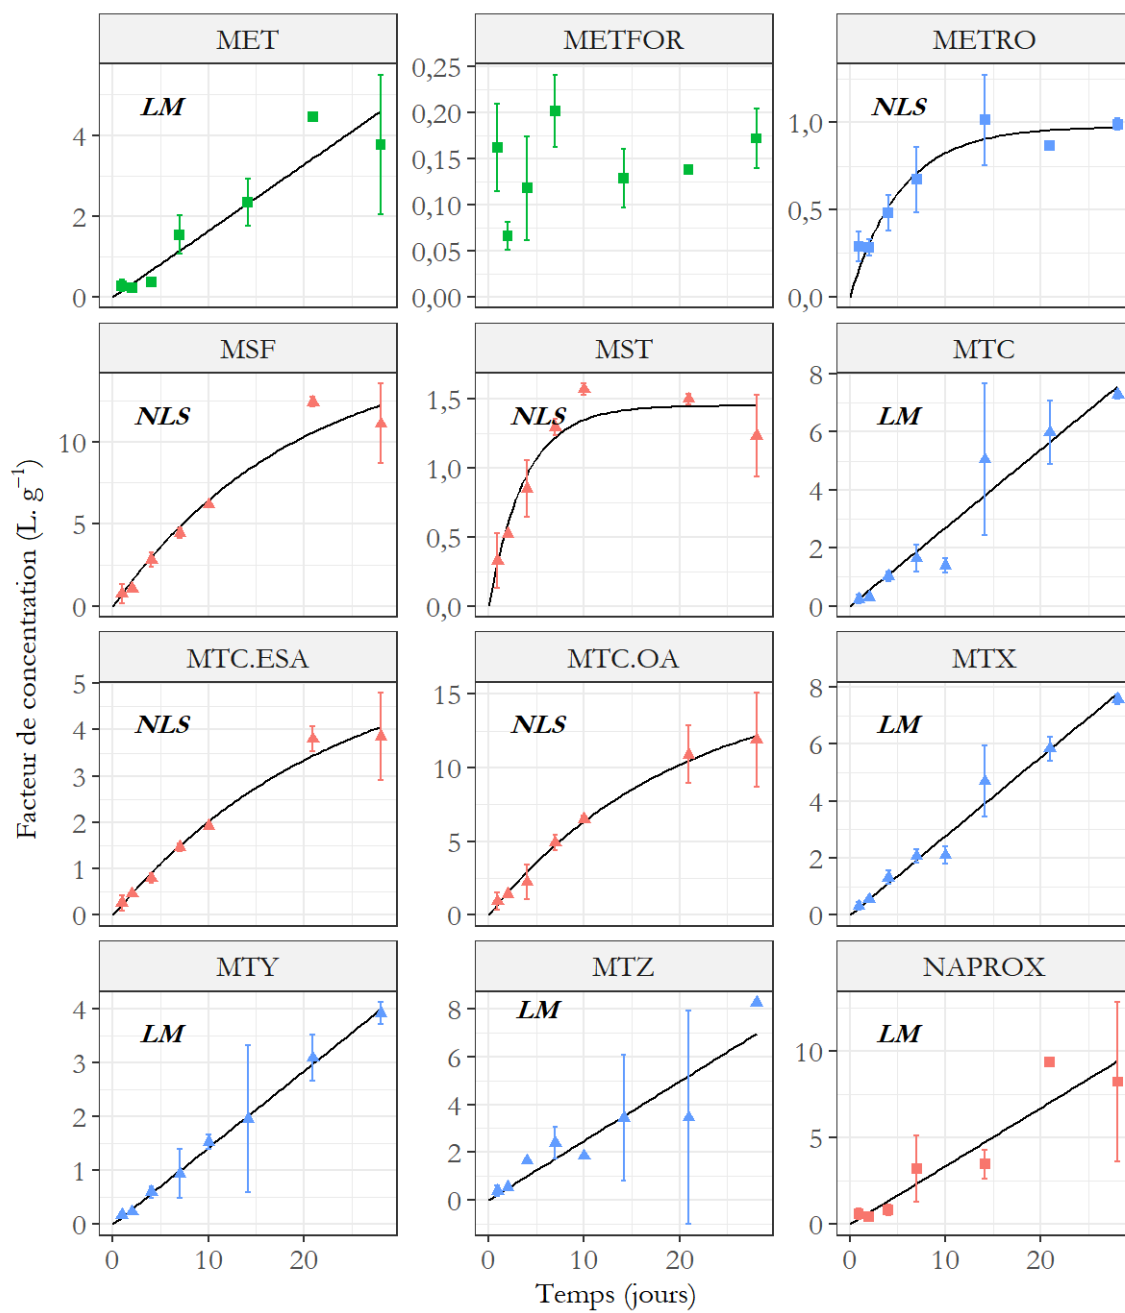 MET
METFOR
METRO
LM
NLS
4
2
0
0,25
0,20
0,15
0,10
0,05
0,00
1,0
0,5
0,0
MSF
MST
MTC
NLS
NLS
LM
10
5
0
1,5
1,0
0,5
0,0
8
6
4
2
0
MTC.ESA
MTC.OA
MTX
NLS
NLS
LM
5
4
3
2
1
0
15
10
5
0
8
6
4
2
0
MTY
MTZ
NAPROX
LM
LM
LM
4
3
2
1
0
8
6
4
2
0
10
5
0
0 10 20
0 10 20
0 10 20
Temps (jours)
Facteur de concentration (L. g⁻¹)